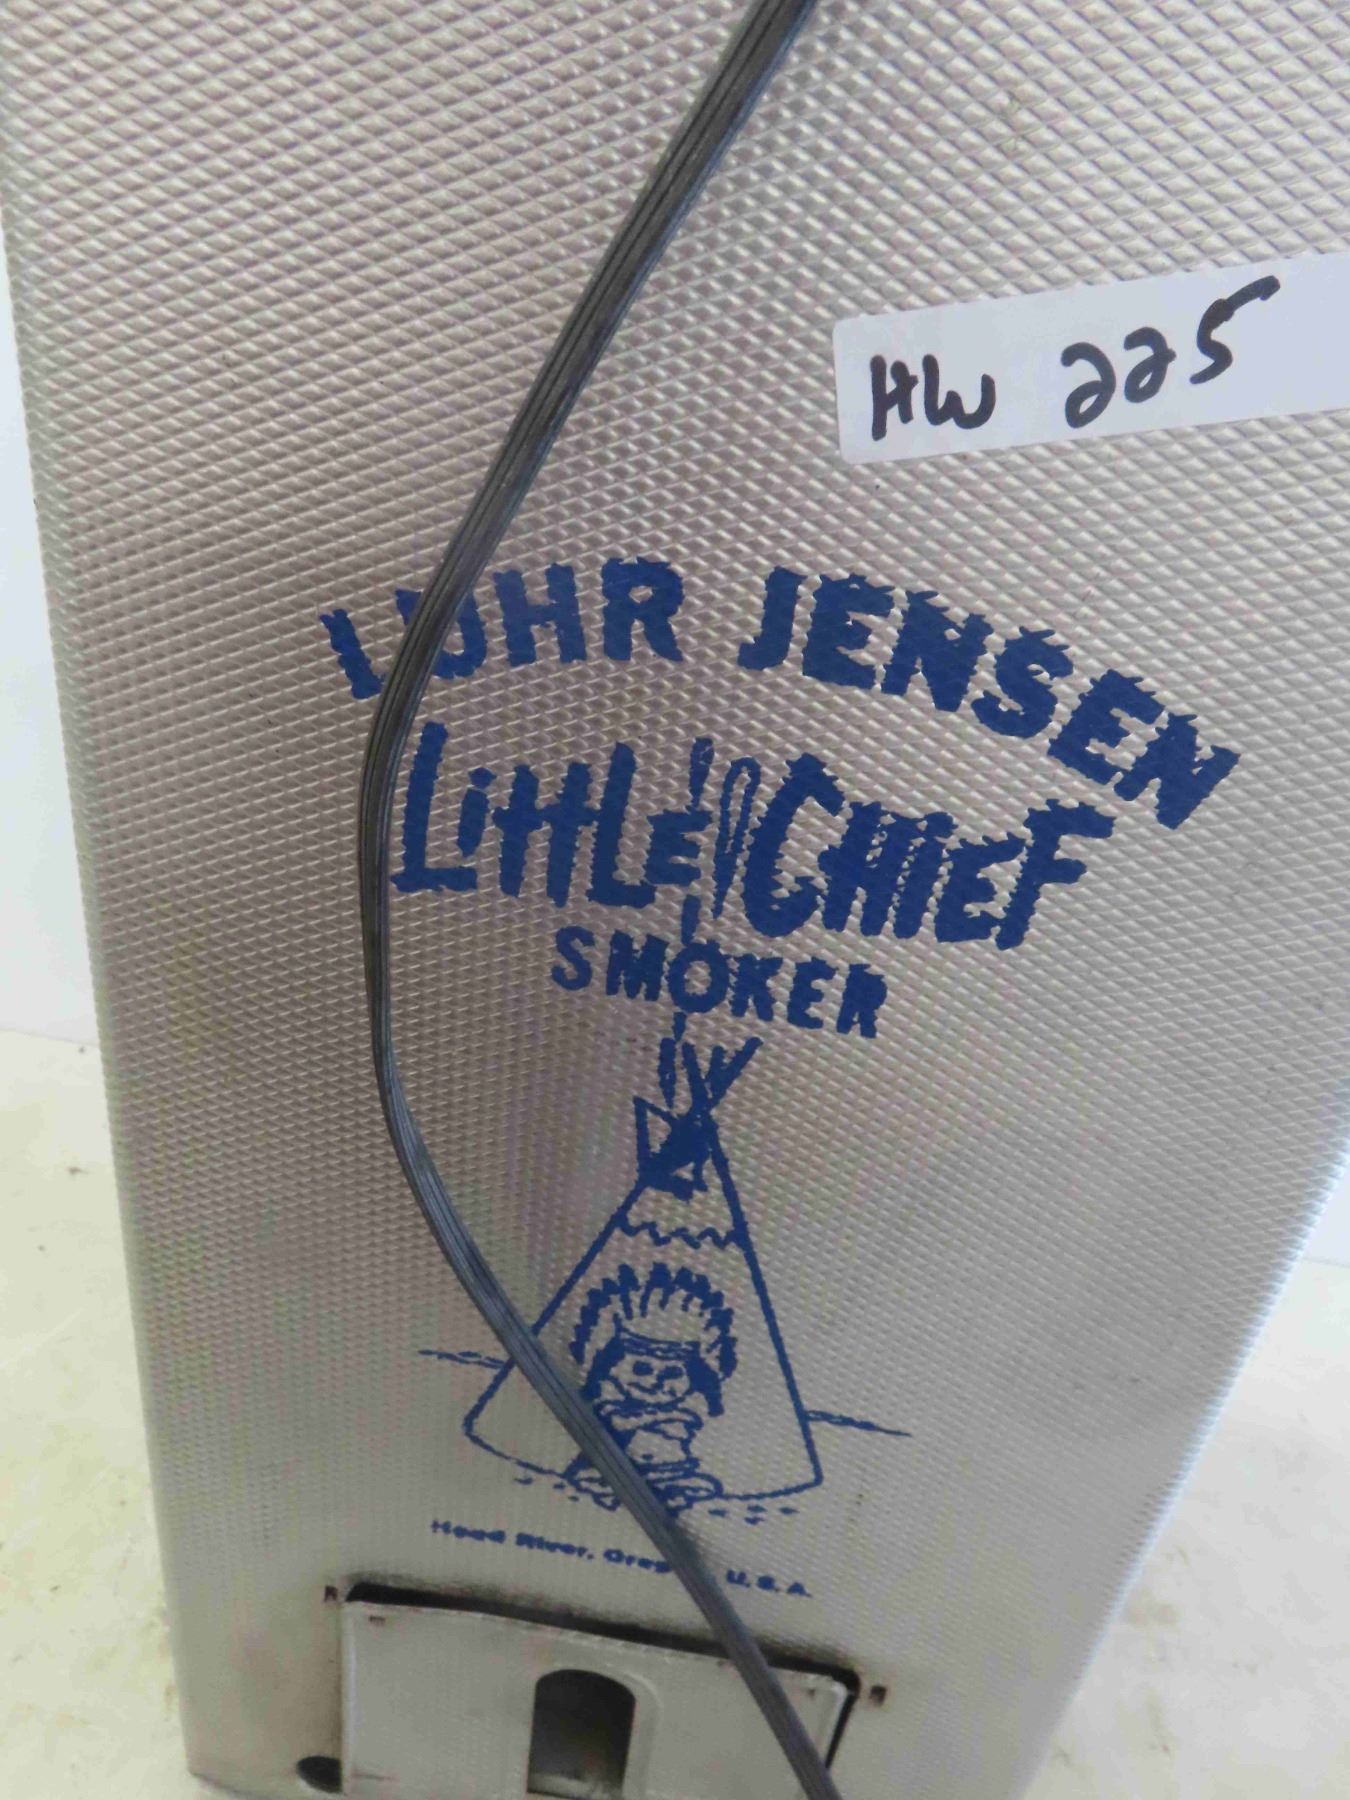 HW 225
LUHR JENSEN
LittLE CHiEF
SMOKER
Hood River, U.S.A.